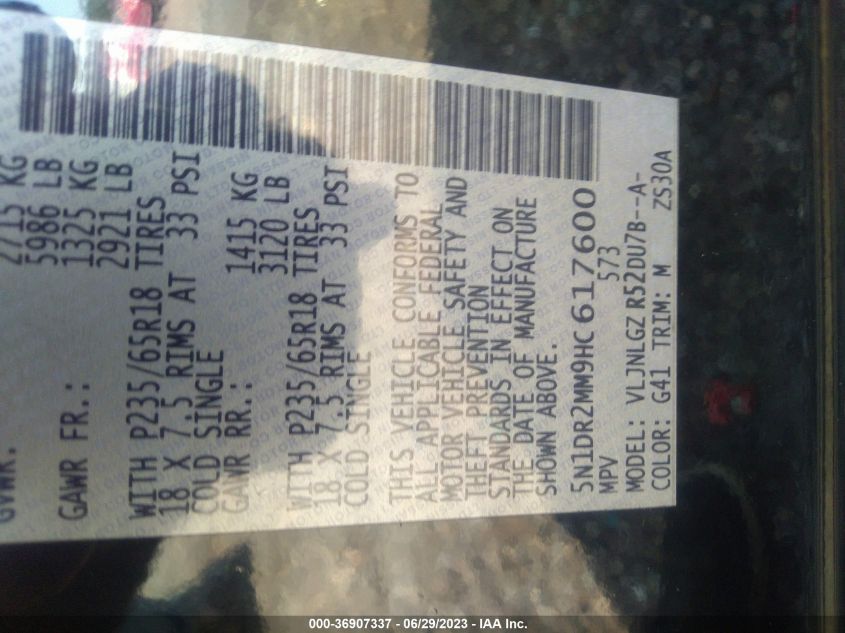 GVWR: 2715 KG
5986 LB
GAWR FR.: 1325 KG
2921 LB
WITH P235/65R18 TIRES
18 X 7.5 RIMS AT 33 PSI
COLD SINGLE
GAWR RR.: 1415 KG
3120 LB
WITH P235/65R18 TIRES
18 X 7.5 RIMS AT 33 PSI
COLD SINGLE
THIS VEHICLE CONFORMS TO
ALL APPLICABLE FEDERAL
MOTOR VEHICLE SAFETY AND
THEFT PREVENTION
STANDARDS IN EFFECT ON
THE DATE OF MANUFACTURE
SHOWN ABOVE.
5N1DR2MM9HC617600
MPV 573
MODEL: VLJNLGZ R52DU7B--A-
COLOR: G41 TRIM: M ZS30A
000-36907337 - 06/29/2023 - IAA Inc.